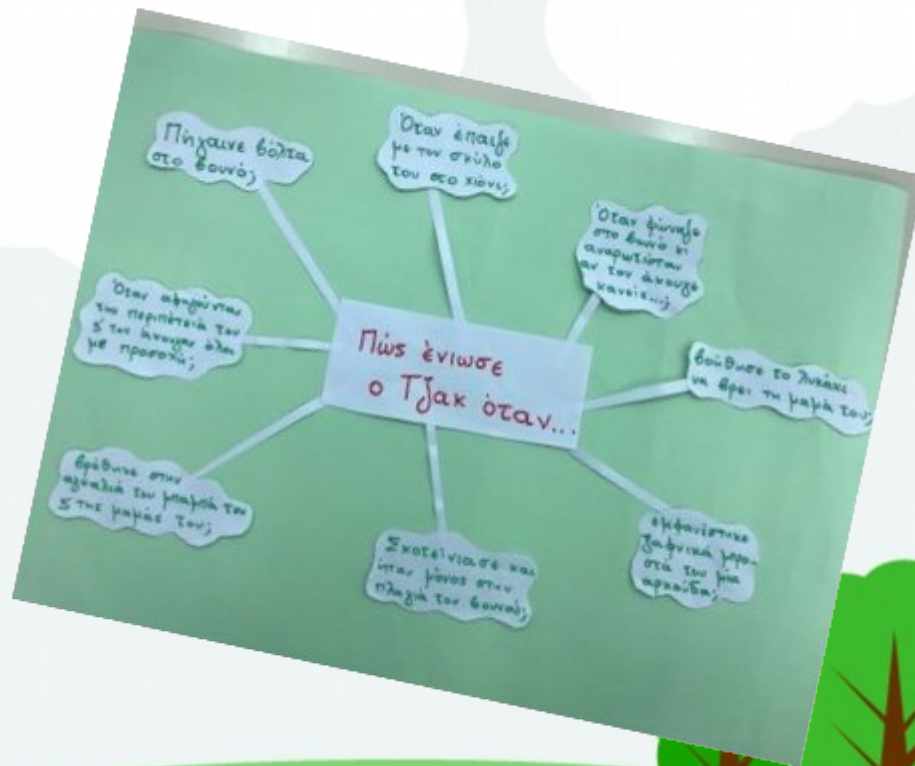 Πώς ένιωσε
ο Τζακ όταν...
Πήγαινε βόλτα
στο βουνό;
Όταν έπαιζε
με τον σκύλο
του στο χιόνι;
Όταν φώναζε
στο βουνό κι
αναρωτιόταν
αν τον άκουγε
κανείς...;
βοήθησε το λυκάκι
να βρει τη μαμά του;
εμφανίστηκε
ξαφνικά μπρο-
στά του μία
αρκούδα;
Σκοτείνιασε και
ήταν μόνος στην
πλαγιά του βουνού;
βρέθηκε στην
αγκαλιά του μπαμπά του
& της μαμάς του;
Όταν αφηγούνταν
την περιπέτειά του
& τον άκουγαν όλοι
με προσοχή;